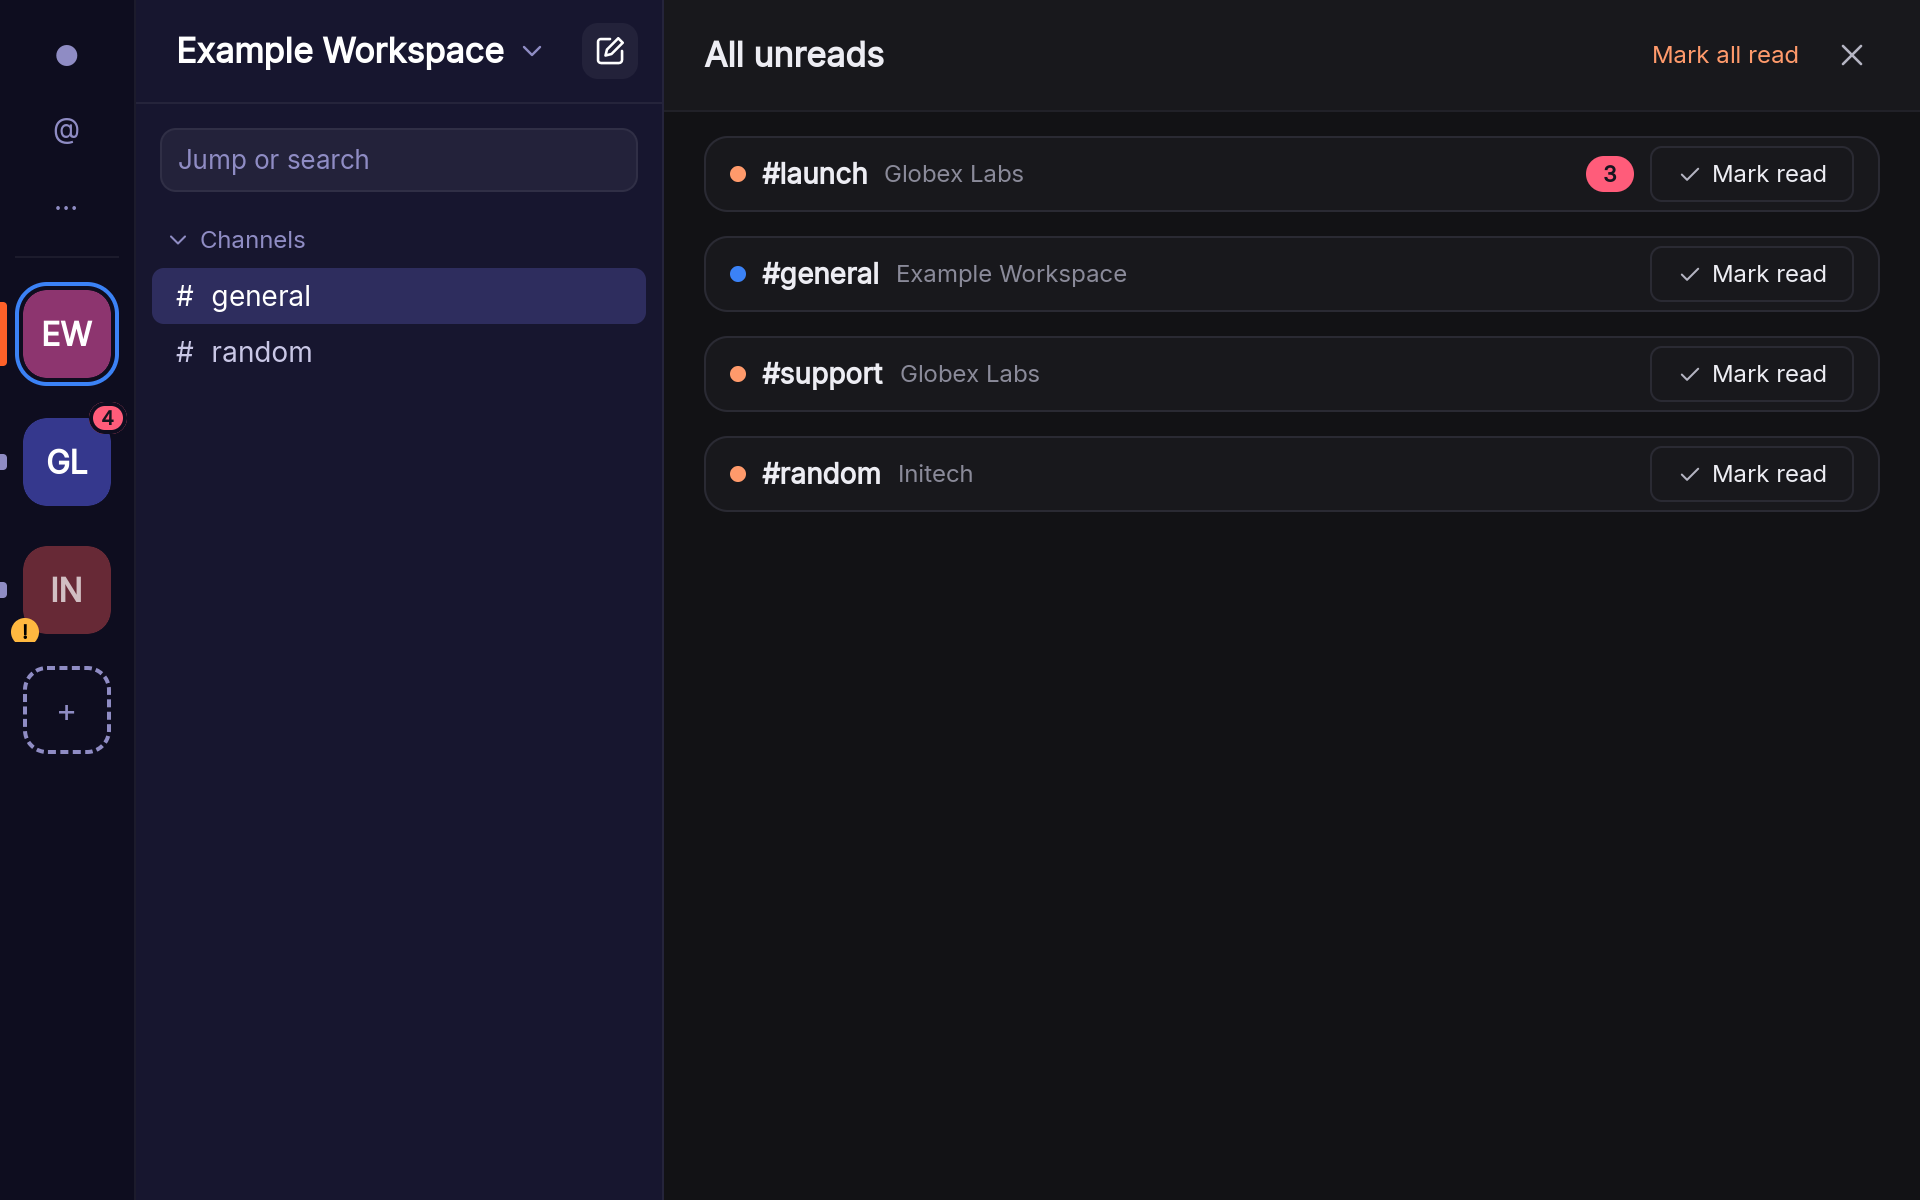 @
...
EW
4
GL
IN
!
+
Example Workspace
Jump or search
Channels
# general
# random
All unreads
Mark all read
#launch Globex Labs 3 Mark read
#general Example Workspace Mark read
#support Globex Labs Mark read
#random Initech Mark read